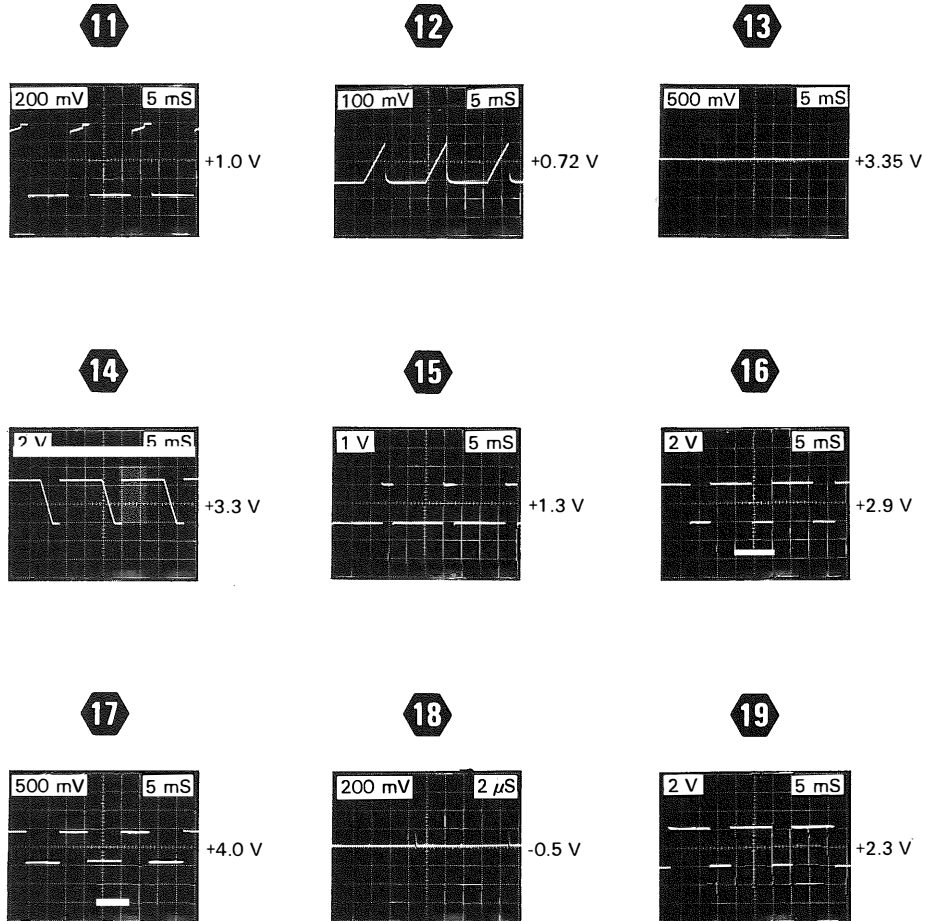 11 12 13
200 mV 5 mS +1.0 V
100 mV 5 mS +0.72 V
500 mV 5 mS +3.35 V
14 15 16
2 V 5 mS +3.3 V
1 V 5 mS +1.3 V
2 V 5 mS +2.9 V
17 18 19
500 mV 5 mS +4.0 V
200 mV 2 µS -0.5 V
2 V 5 mS +2.3 V